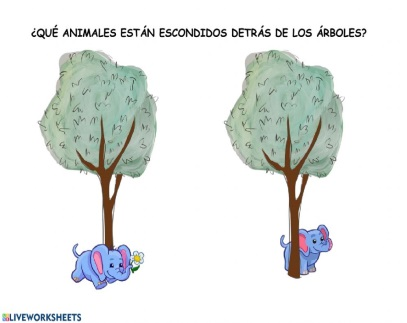 ¿QUÉ ANIMALES ESTÁN ESCONDIDOS DETRÁS DE LOS ÁRBOLES?
LIVEWORKSHEETS